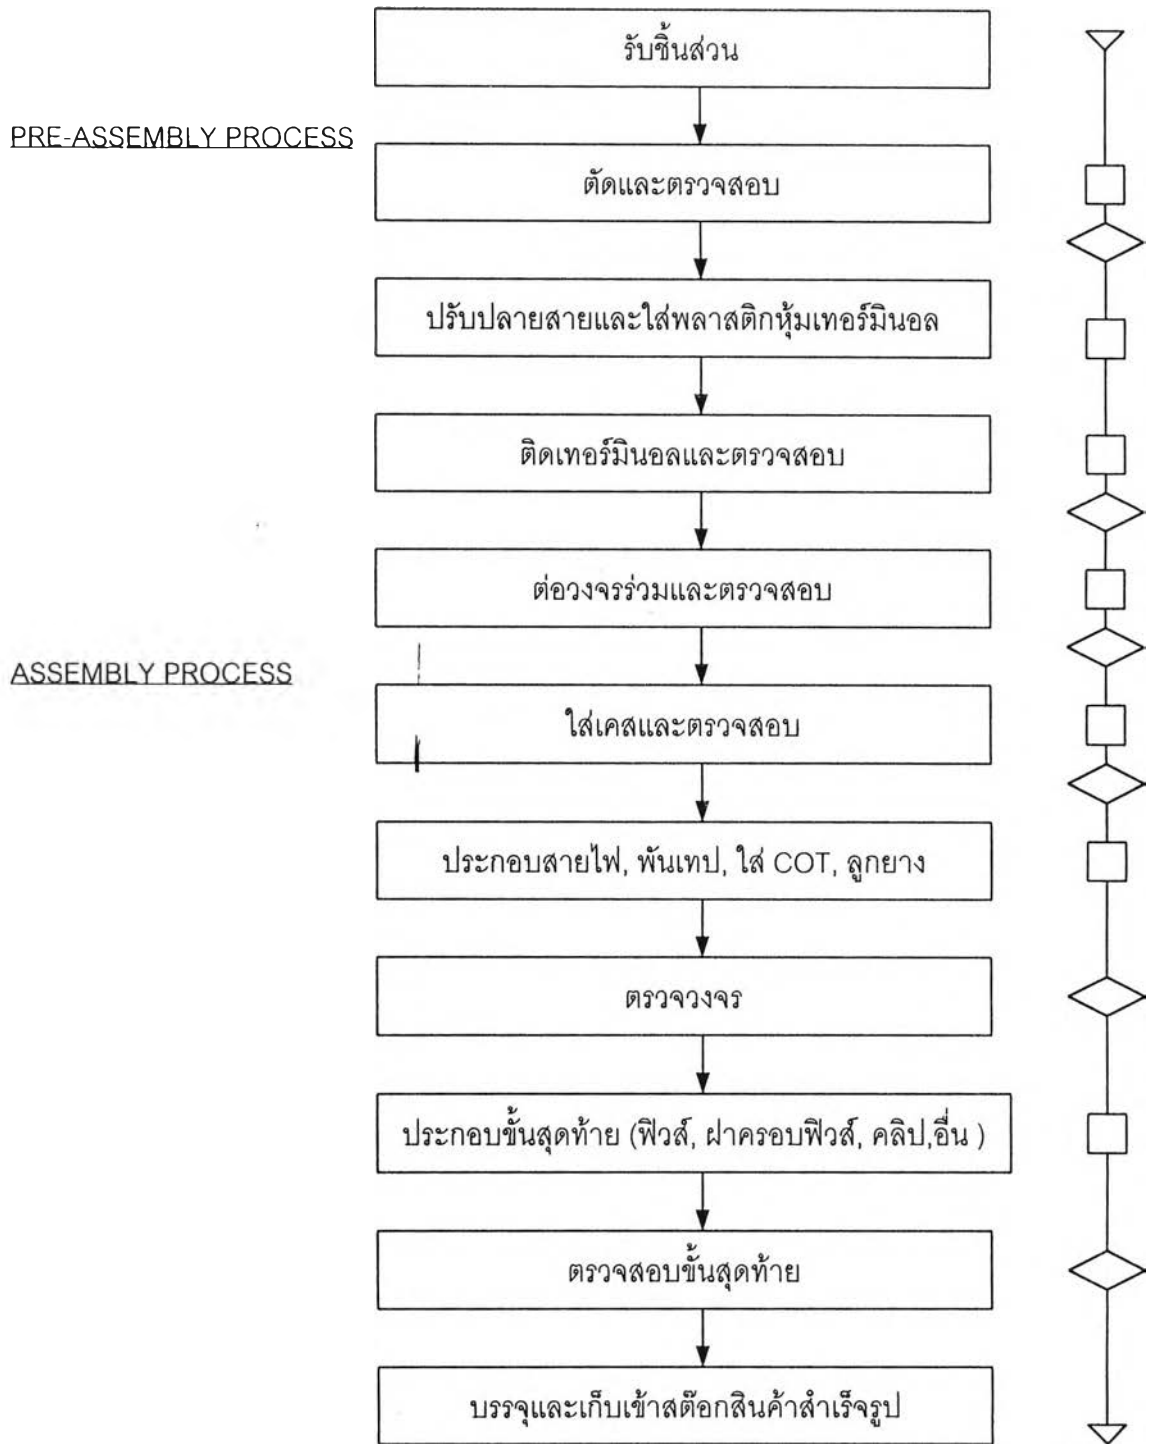 รับชิ้นส่วน
PRE-ASSEMBLY PROCESS
ตัดและตรวจสอบ
ปรับปลายสายและใส่พลาสติกหุ้มเทอร์มินอล
ติดเทอร์มินอลและตรวจสอบ
ต่อวงจรร่วมและตรวจสอบ
ASSEMBLY PROCESS
ใส่เคสและตรวจสอบ
ประกอบสายไฟ, พันเทป, ใส่ COT, ลูกยาง
ตรวจวงจร
ประกอบขั้นสุดท้าย (ฟิวส์, ฝาครอบฟิวส์, คลิป,อื่น )
ตรวจสอบขั้นสุดท้าย
บรรจุและเก็บเข้าสต๊อกสินค้าสำเร็จรูป